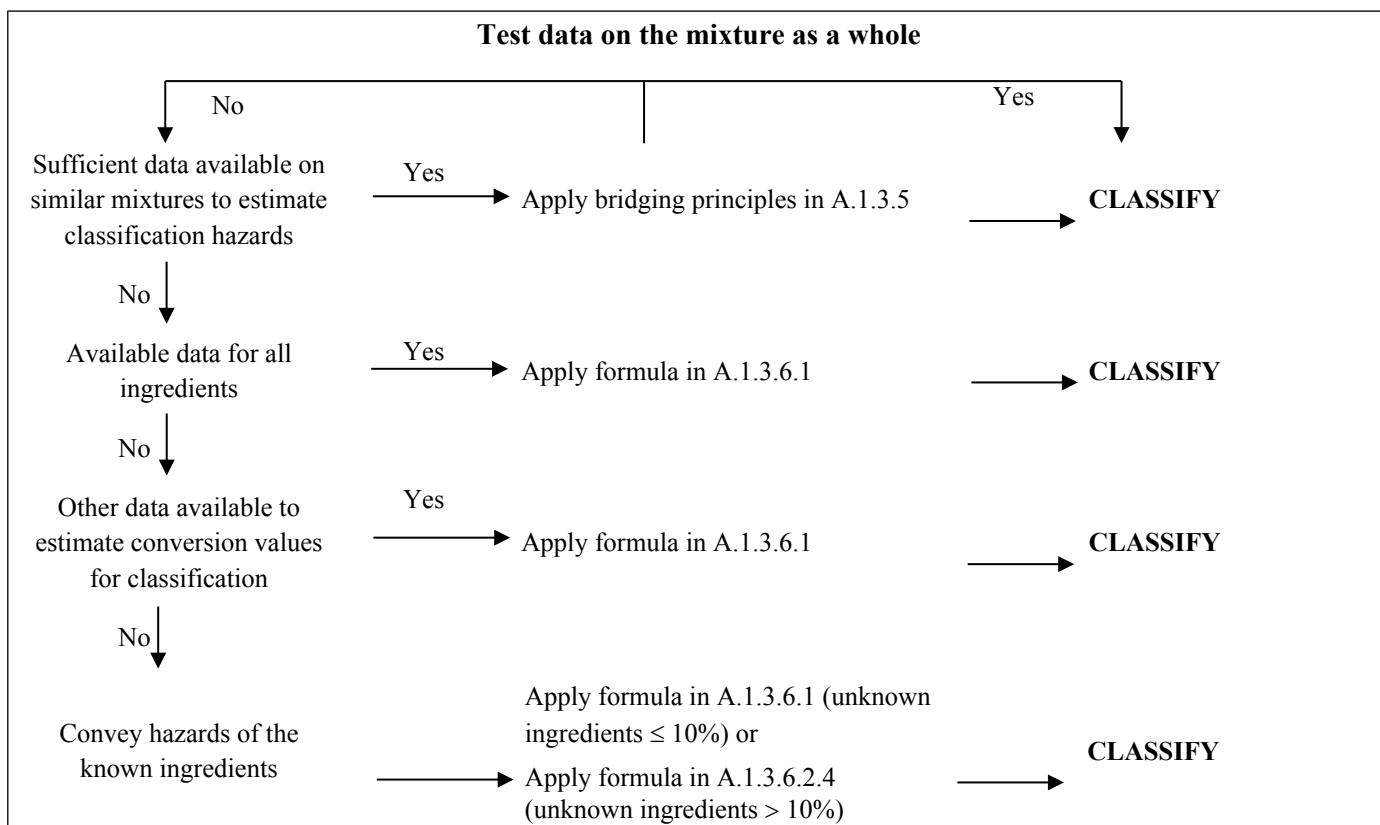 Test data on the mixture as a whole
No
Yes
Sufficient data available on
similar mixtures to estimate
classification hazards
Yes
Apply bridging principles in A.1.3.5
CLASSIFY
No
Available data for all
ingredients
Yes
Apply formula in A.1.3.6.1
CLASSIFY
No
Other data available to
estimate conversion values
for classification
Yes
Apply formula in A.1.3.6.1
CLASSIFY
No
Convey hazards of the
known ingredients
Apply formula in A.1.3.6.1 (unknown
ingredients ≤ 10%) or
Apply formula in A.1.3.6.2.4
(unknown ingredients > 10%)
CLASSIFY